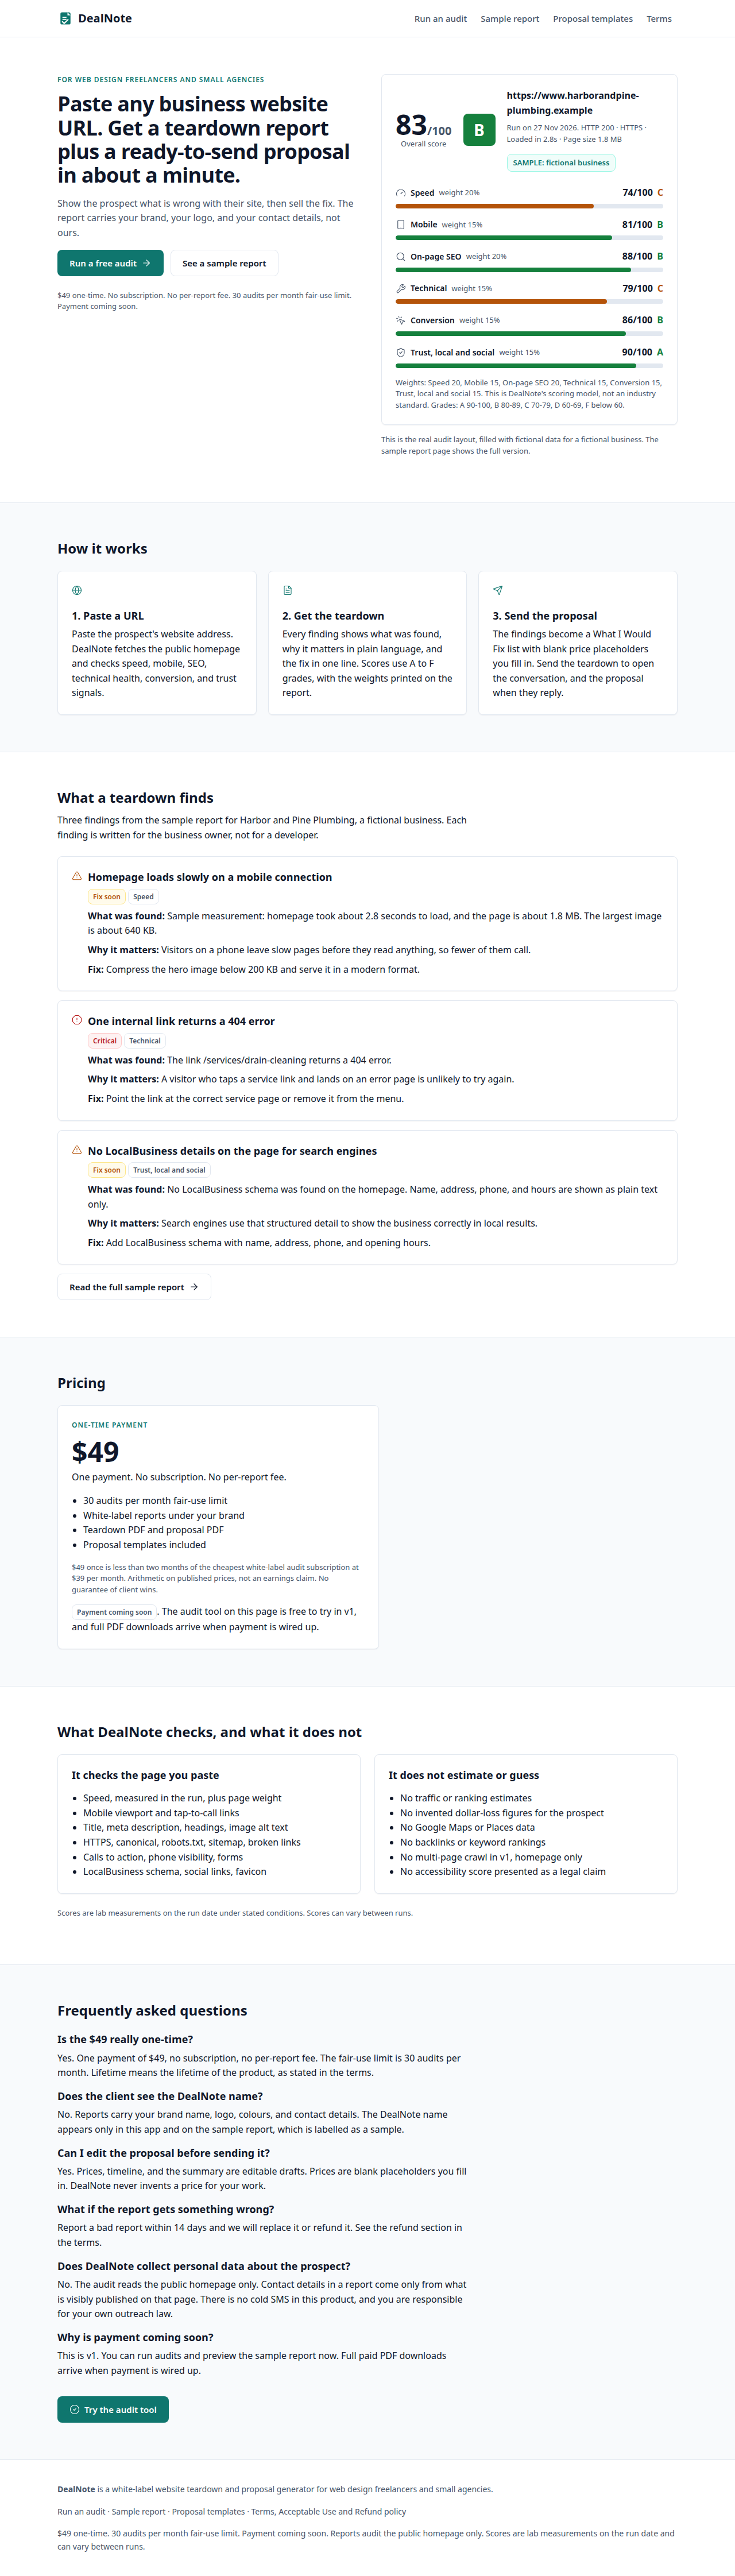 DealNote
Run an audit
Sample report
Proposal templates
Terms
FOR WEB DESIGN FREELANCERS AND SMALL AGENCIES
Paste any business website
URL. Get a teardown report
plus a ready-to-send proposal
in about a minute.
Show the prospect what is wrong with their site, then sell the fix. The
report carries your brand, your logo, and your contact details, not
ours.
Run a free audit
See a sample report
$49 one-time. No subscription. No per-report fee. 30 audits per month fair-use limit.
Payment coming soon.
83/100
Overall score
B
https://www.harborandpine-
plumbing.example
Run on 27 Nov 2026. HTTP 200 · HTTPS ·
Loaded in 2.8s · Page size 1.8 MB
SAMPLE: fictional business
Speed weight 20% 74/100 C
Mobile weight 15% 81/100 B
On-page SEO weight 20% 88/100 B
Technical weight 15% 79/100 C
Conversion weight 15% 86/100 B
Trust, local and social weight 15% 90/100 A
Weights: Speed 20, Mobile 15, On-page SEO 20, Technical 15, Conversion 15,
Trust, local and social 15. This is DealNote's scoring model, not an industry
standard. Grades: A 90-100, B 80-89, C 70-79, D 60-69, F below 60.
This is the real audit layout, filled with fictional data for a fictional business. The
sample report page shows the full version.
How it works
1. Paste a URL
Paste the prospect's website address.
DealNote fetches the public homepage
and checks speed, mobile, SEO,
technical health, conversion, and trust
signals.
2. Get the teardown
Every finding shows what was found,
why it matters in plain language, and
the fix in one line. Scores use A to F
grades, with the weights printed on the
report.
3. Send the proposal
The findings become a What I Would
Fix list with blank price placeholders
you fill in. Send the teardown to open
the conversation, and the proposal
when they reply.
What a teardown finds
Three findings from the sample report for Harbor and Pine Plumbing, a fictional business. Each
finding is written for the business owner, not for a developer.
Homepage loads slowly on a mobile connection
Fix soon
Speed
What was found: Sample measurement: homepage took about 2.8 seconds to load, and the page is about 1.8 MB. The largest image
is about 640 KB.
Why it matters: Visitors on a phone leave slow pages before they read anything, so fewer of them call.
Fix: Compress the hero image below 200 KB and serve it in a modern format.
One internal link returns a 404 error
Critical
Technical
What was found: The link /services/drain-cleaning returns a 404 error.
Why it matters: A visitor who taps a service link and lands on an error page is unlikely to try again.
Fix: Point the link at the correct service page or remove it from the menu.
No LocalBusiness details on the page for search engines
Fix soon
Trust, local and social
What was found: No LocalBusiness schema was found on the homepage. Name, address, phone, and hours are shown as plain text
only.
Why it matters: Search engines use that structured detail to show the business correctly in local results.
Fix: Add LocalBusiness schema with name, address, phone, and opening hours.
Read the full sample report
Pricing
ONE-TIME PAYMENT
$49
One payment. No subscription. No per-report fee.
• 30 audits per month fair-use limit
• White-label reports under your brand
• Teardown PDF and proposal PDF
• Proposal templates included
$49 once is less than two months of the cheapest white-label audit subscription at
$39 per month. Arithmetic on published prices, not an earnings claim. No
guarantee of client wins.
Payment coming soon. The audit tool on this page is free to try in v1,
and full PDF downloads arrive when payment is wired up.
What DealNote checks, and what it does not
It checks the page you paste
• Speed, measured in the run, plus page weight
• Mobile viewport and tap-to-call links
• Title, meta description, headings, image alt text
• HTTPS, canonical, robots.txt, sitemap, broken links
• Calls to action, phone visibility, forms
• LocalBusiness schema, social links, favicon
It does not estimate or guess
• No traffic or ranking estimates
• No invented dollar-loss figures for the prospect
• No Google Maps or Places data
• No backlinks or keyword rankings
• No multi-page crawl in v1, homepage only
• No accessibility score presented as a legal claim
Scores are lab measurements on the run date under stated conditions. Scores can vary between runs.
Frequently asked questions
Is the $49 really one-time?
Yes. One payment of $49, no subscription, no per-report fee. The fair-use limit is 30 audits per
month. Lifetime means the lifetime of the product, as stated in the terms.
Does the client see the DealNote name?
No. Reports carry your brand name, logo, colours, and contact details. The DealNote name
appears only in this app and on the sample report, which is labelled as a sample.
Can I edit the proposal before sending it?
Yes. Prices, timeline, and the summary are editable drafts. Prices are blank placeholders you fill
in. DealNote never invents a price for your work.
What if the report gets something wrong?
Report a bad report within 14 days and we will replace it or refund it. See the refund section in
the terms.
Does DealNote collect personal data about the prospect?
No. The audit reads the public homepage only. Contact details in a report come only from what
is visibly published on that page. There is no cold SMS in this product, and you are responsible
for your own outreach law.
Why is payment coming soon?
This is v1. You can run audits and preview the sample report now. Full paid PDF downloads
arrive when payment is wired up.
Try the audit tool
DealNote is a white-label website teardown and proposal generator for web design freelancers and small agencies.
Run an audit · Sample report · Proposal templates · Terms, Acceptable Use and Refund policy
$49 one-time. 30 audits per month fair-use limit. Payment coming soon. Reports audit the public homepage only. Scores are lab measurements on the run date and
can vary between runs.